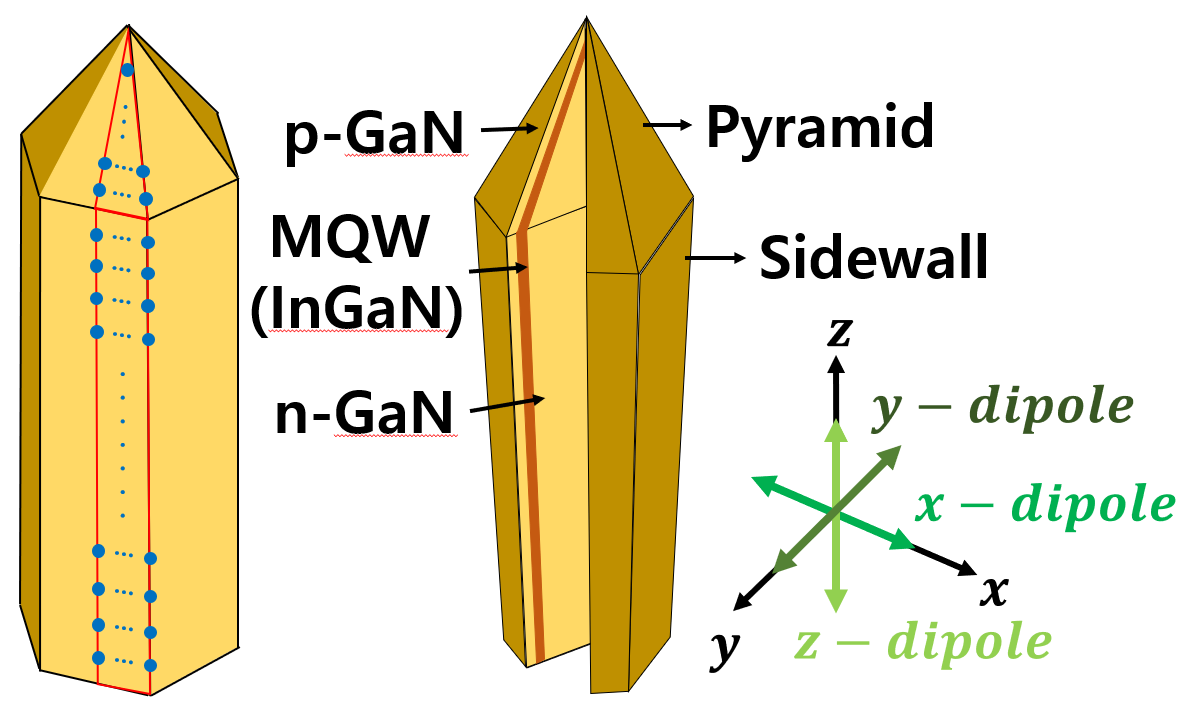 p-GaN
Pyramid
MQW
(InGaN)
Sidewall
n-GaN
z
y − dipole
x − dipole
x
y
z − dipole